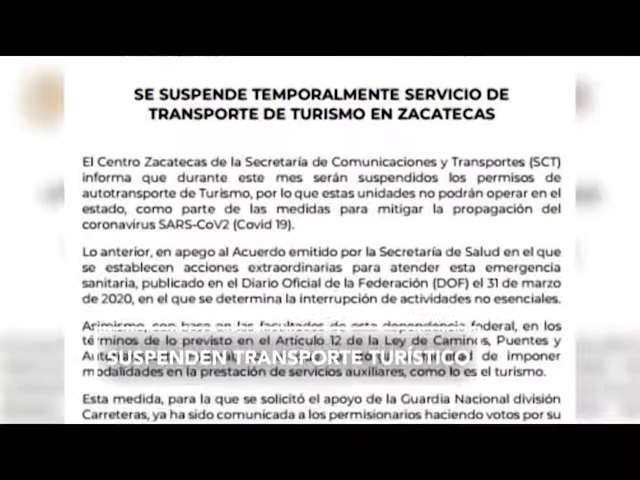 SE SUSPENDE TEMPORALMENTE SERVICIO DE
TRANSPORTE DE TURISMO EN ZACATECAS
El Centro Zacatecas de la Secretaría de Comunicaciones y Transportes (SCT)
informa que durante este mes serán suspendidos los permisos de
autotransporte de Turismo, por lo que estas unidades no podrán operar en el
estado, como parte de las medidas para mitigar la propagación del
coronavirus SARS-CoV2 (Covid 19).
Lo anterior, en apego al Acuerdo emitido por la Secretaría de Salud en el que
se establecen acciones extraordinarias para atender esta emergencia
sanitaria, publicado en el Diario Oficial de la Federación (DOF) el 31 de marzo
de 2020, en el que se determina la interrupción de actividades no esenciales.
Asimismo, con base en las facultades de esta dependencia federal, en los
términos de lo previsto en el Artículo 12 de la Ley de Caminos, Puentes y
SUSPENDEN TRANSPORTE TURÍSTICO
de imponer
modalidades en la prestación de servicios auxiliares, como lo es el turismo.
Esta medida, para la que se solicitó el apoyo de la Guardia Nacional división
Carreteras, ya ha sido comunicada a los permisionarios haciendo votos por su